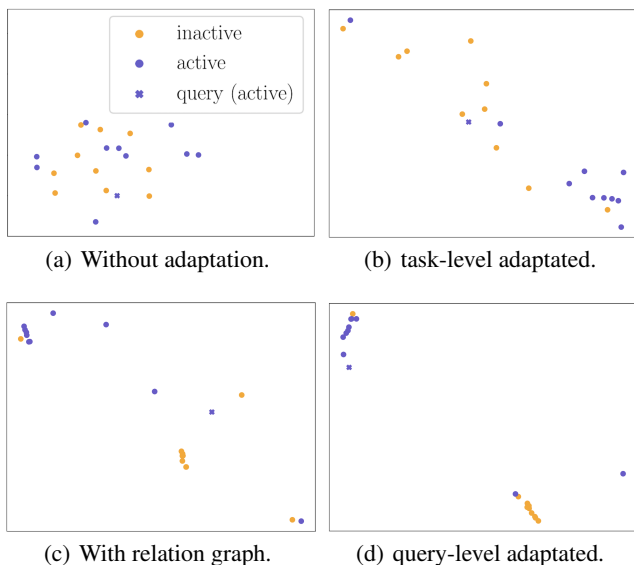 inactive
active
query (active)
(a) Without adaptation.
(b) task-level adaptated.
(c) With relation graph.
(d) query-level adaptated.